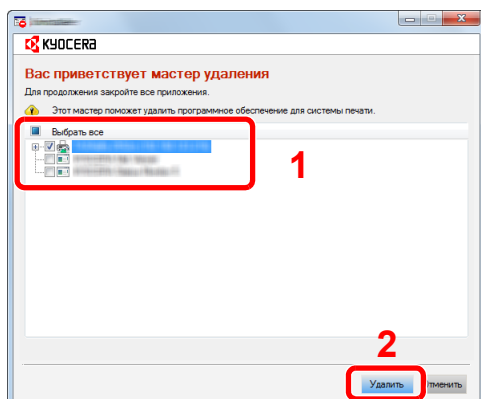 KYOCERA
Вас приветствует мастер удаления
Для продолжения закройте все приложения.
Этот мастер поможет удалить программное обеспечение для системы печати.
Выбрать все
1
2
Удалить